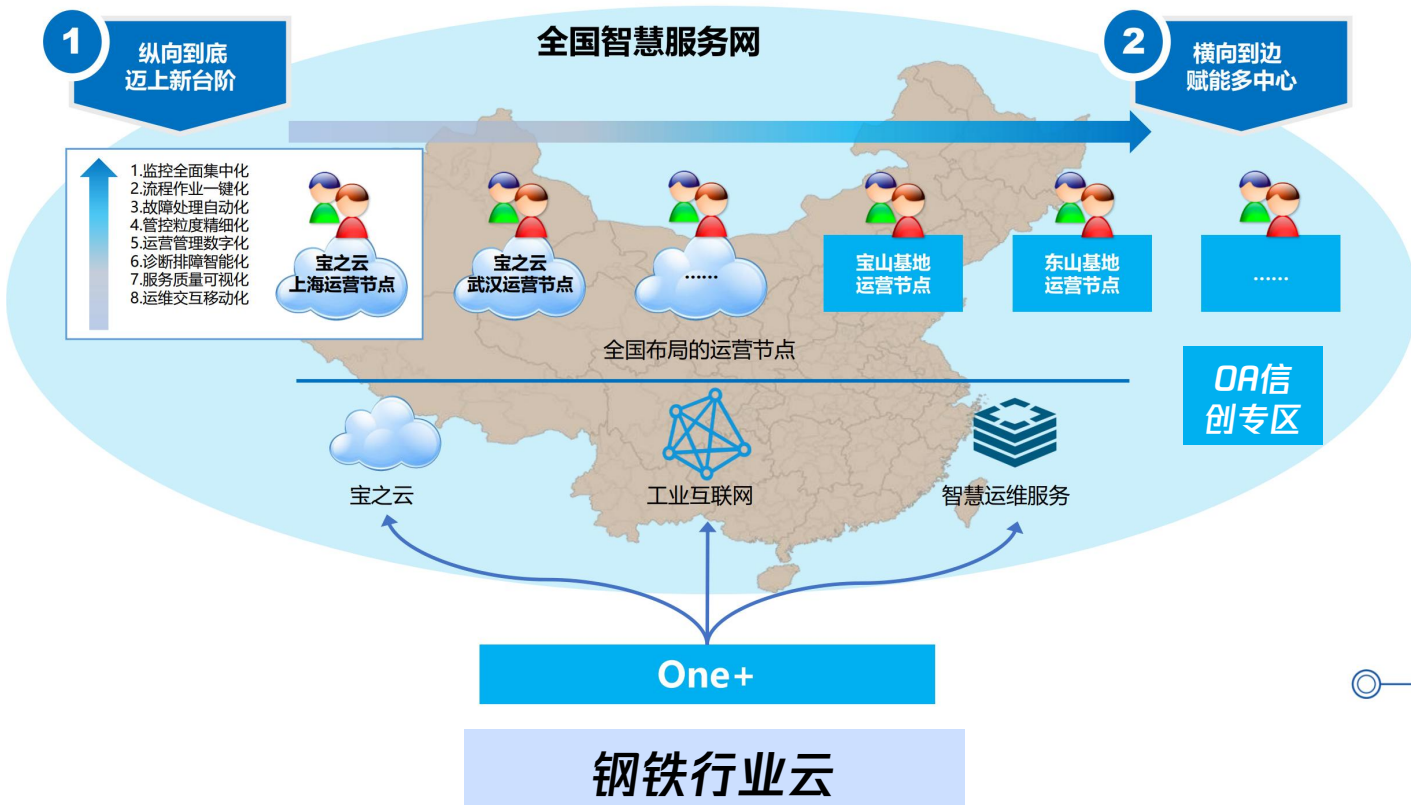 全国智慧服务网
1
纵向到底
迈上新台阶
2
横向到边
赋能多中心
1.监控全面集中化
2.流程作业一键化
3.故障处理自动化
4.管控粒度精细化
5.运营管理数字化
6.诊断排障智能化
7.服务质量可视化
8.运维交互移动化
宝之云
上海运营节点
宝之云
武汉运营节点
......
宝山基地
运营节点
东山基地
运营节点
......
全国布局的运营节点
OA信
创专区
宝之云
工业互联网
智慧运维服务
One+
钢铁行业云